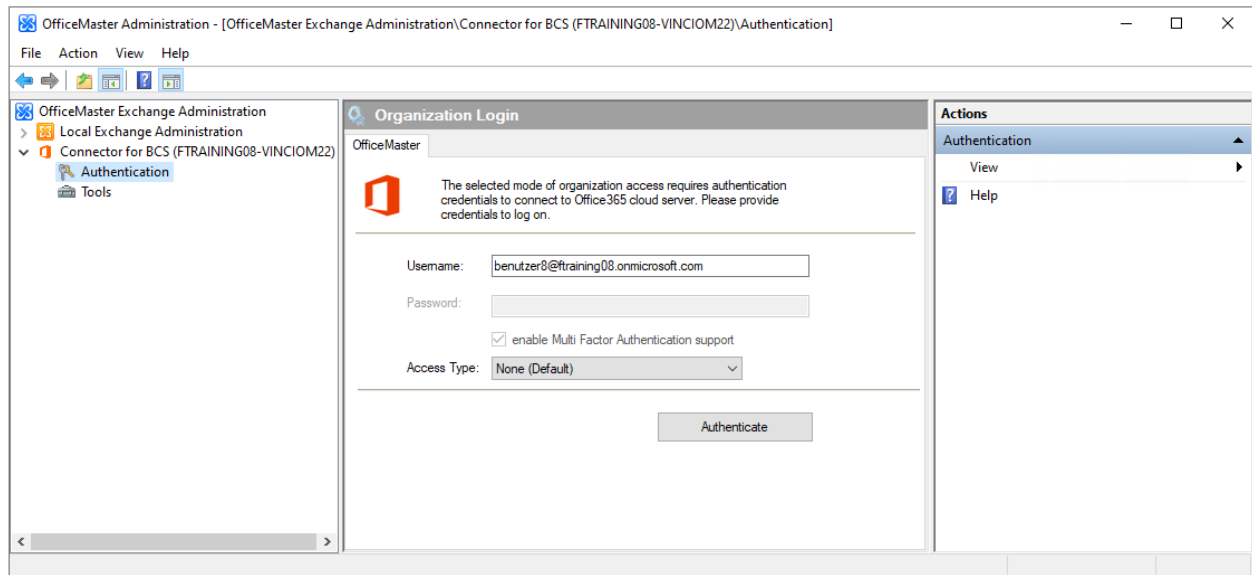 OfficeMaster Administration - [OfficeMaster Exchange Administration\Connector for BCS (FTRAINING08-VINCIOM22)\Authentication]
File Action View Help
OfficeMaster Exchange Administration
Local Exchange Administration
Connector for BCS (FTRAINING08-VINCIOM22)
Authentication
Tools
Organization Login
OfficeMaster
The selected mode of organization access requires authentication
credentials to connect to Office365 cloud server. Please provide
credentials to log on.
Username: benutzer8@ftraining08.onmicrosoft.com
Password:
enable Multi Factor Authentication support
Access Type: None (Default)
Authenticate
Actions
Authentication
View
Help